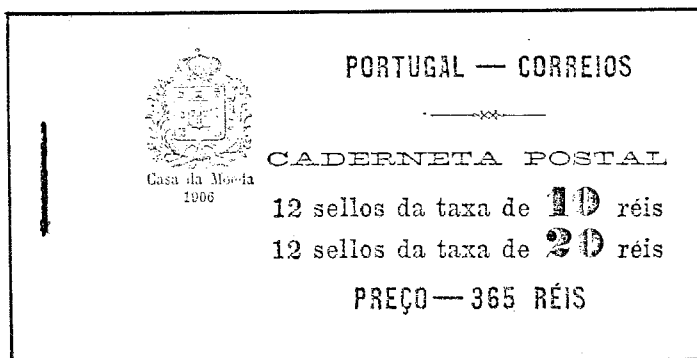 PORTUGAL — CORREIOS
CADERNETA POSTAL
Casa da Moeda
1906
12 sellos da taxa de 10 réis
12 sellos da taxa de 20 réis
PREÇO — 365 RÉIS